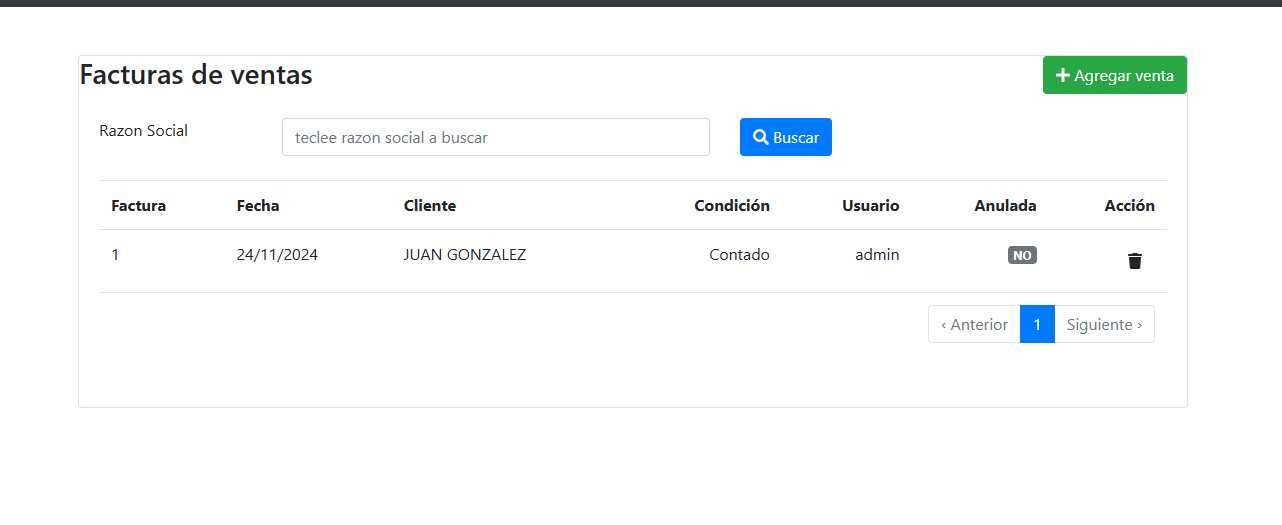 Facturas de ventas
Agregar venta
Razon Social
teclee razon social a buscar
Buscar
Factura Fecha Cliente Condición Usuario Anulada Acción
1 24/11/2024 JUAN GONZALEZ Contado admin NO
‹ Anterior 1 Siguiente ›